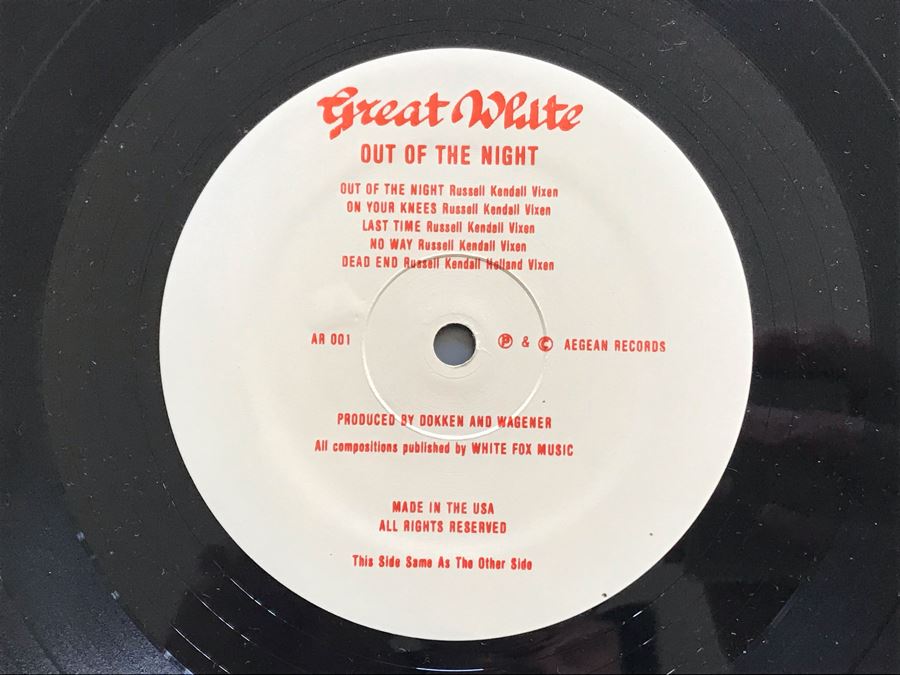 Great White
OUT OF THE NIGHT
OUT OF THE NIGHT Russell Kendall Vixen
ON YOUR KNEES Russell Kendall Vixen
LAST TIME Russell Kendall Vixen
NO WAY Russell Kendall Vixen
DEAD END Russell Kendall Holland Vixen
AR 001
℗ & © AEGEAN RECORDS
PRODUCED BY DOKKEN AND WAGENER
All compositions published by WHITE FOX MUSIC
MADE IN THE USA
ALL RIGHTS RESERVED
This Side Same As The Other Side